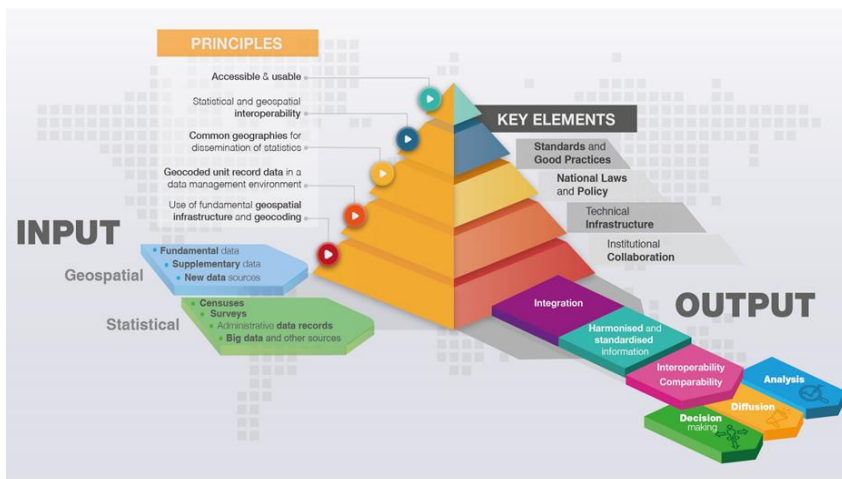 PRINCIPLES
Accessible & usable
Statistical and geospatial
interoperability
Common geographies for
dissemination of statistics
Geocoded unit record data in a
data management environment
Use of fundamental geospatial
infrastructure and geocoding
KEY ELEMENTS
Standards and
Good Practices
National Laws
and Policy
Technical
Infrastructure
Institutional
Collaboration
INPUT
Geospatial
• Fundamental data
• Supplementary data
• New data sources
Statistical
• Censuses
• Surveys
• Administrative data records
• Big data and other sources
OUTPUT
Integration
Harmonised and
standardised
information
Interoperability
Comparability
Analysis
Diffusion
Decision
making